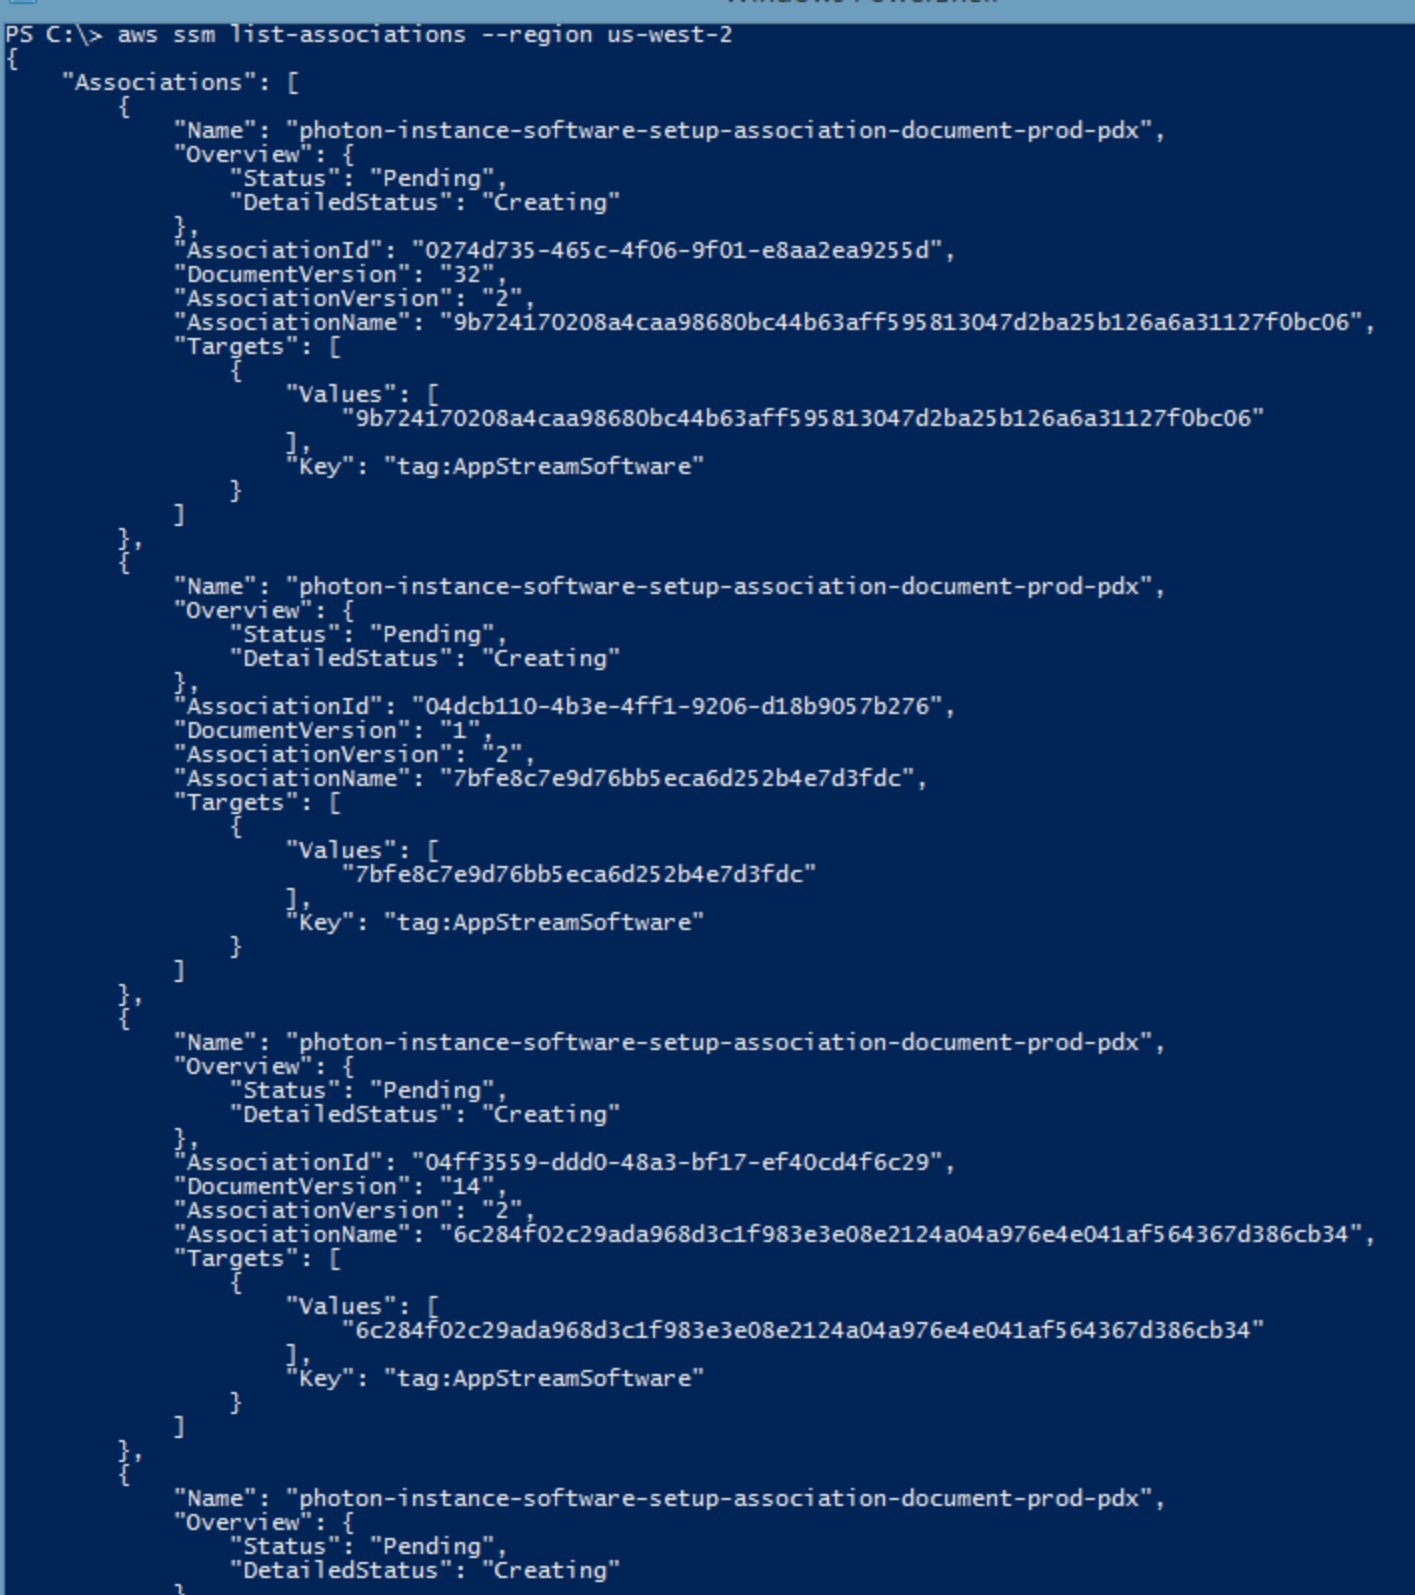 Windows PowerShell
PS C:\> aws ssm list-associations --region us-west-2
{
    "Associations": [
        {
            "Name": "photon-instance-software-setup-association-document-prod-pdx",
            "Overview": {
                "Status": "Pending",
                "DetailedStatus": "Creating"
            },
            "AssociationId": "0274d735-465c-4f06-9f01-e8aa2ea9255d",
            "DocumentVersion": "32",
            "AssociationVersion": "2",
            "AssociationName": "9b724170208a4caa98680bc44b63aff595813047d2ba25b126a6a31127f0bc06",
            "Targets": [
                {
                    "Values": [
                        "9b724170208a4caa98680bc44b63aff595813047d2ba25b126a6a31127f0bc06"
                    ],
                    "Key": "tag:AppStreamSoftware"
                }
            ]
        },
        {
            "Name": "photon-instance-software-setup-association-document-prod-pdx",
            "Overview": {
                "Status": "Pending",
                "DetailedStatus": "Creating"
            },
            "AssociationId": "04dcb110-4b3e-4ff1-9206-d18b9057b276",
            "DocumentVersion": "1",
            "AssociationVersion": "2",
            "AssociationName": "7bfe8c7e9d76bb5eca6d252b4e7d3fdc",
            "Targets": [
                {
                    "Values": [
                        "7bfe8c7e9d76bb5eca6d252b4e7d3fdc"
                    ],
                    "Key": "tag:AppStreamSoftware"
                }
            ]
        },
        {
            "Name": "photon-instance-software-setup-association-document-prod-pdx",
            "Overview": {
                "Status": "Pending",
                "DetailedStatus": "Creating"
            },
            "AssociationId": "04ff3559-ddd0-48a3-bf17-ef40cd4f6c29",
            "DocumentVersion": "14",
            "AssociationVersion": "2",
            "AssociationName": "6c284f02c29ada968d3c1f983e3e08e2124a04a976e4e041af564367d386cb34",
            "Targets": [
                {
                    "Values": [
                        "6c284f02c29ada968d3c1f983e3e08e2124a04a976e4e041af564367d386cb34"
                    ],
                    "Key": "tag:AppStreamSoftware"
                }
            ]
        },
        {
            "Name": "photon-instance-software-setup-association-document-prod-pdx",
            "Overview": {
                "Status": "Pending",
                "DetailedStatus": "Creating"
            }